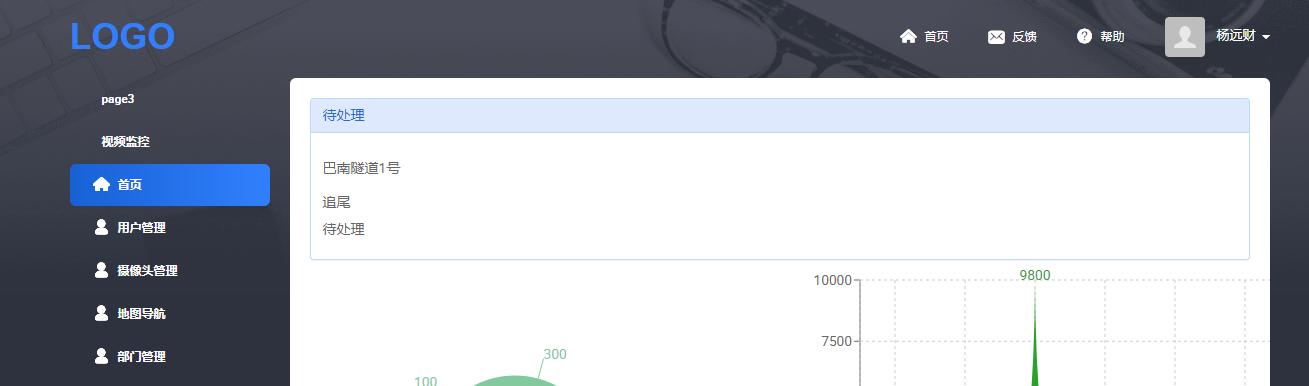 LOGO
首页
反馈
帮助
杨远财
page3
视频监控
首页
用户管理
摄像头管理
地图导航
部门管理
待处理
巴南隧道1号
追尾
待处理
300
100
10000
9800
7500